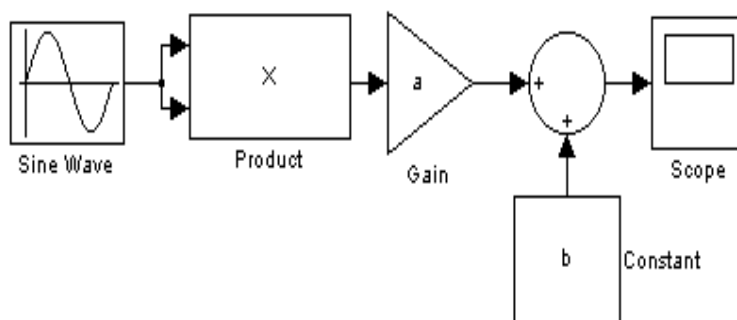 ×
a
+
+
Sine Wave
Product
Gain
Scope
b
Constant